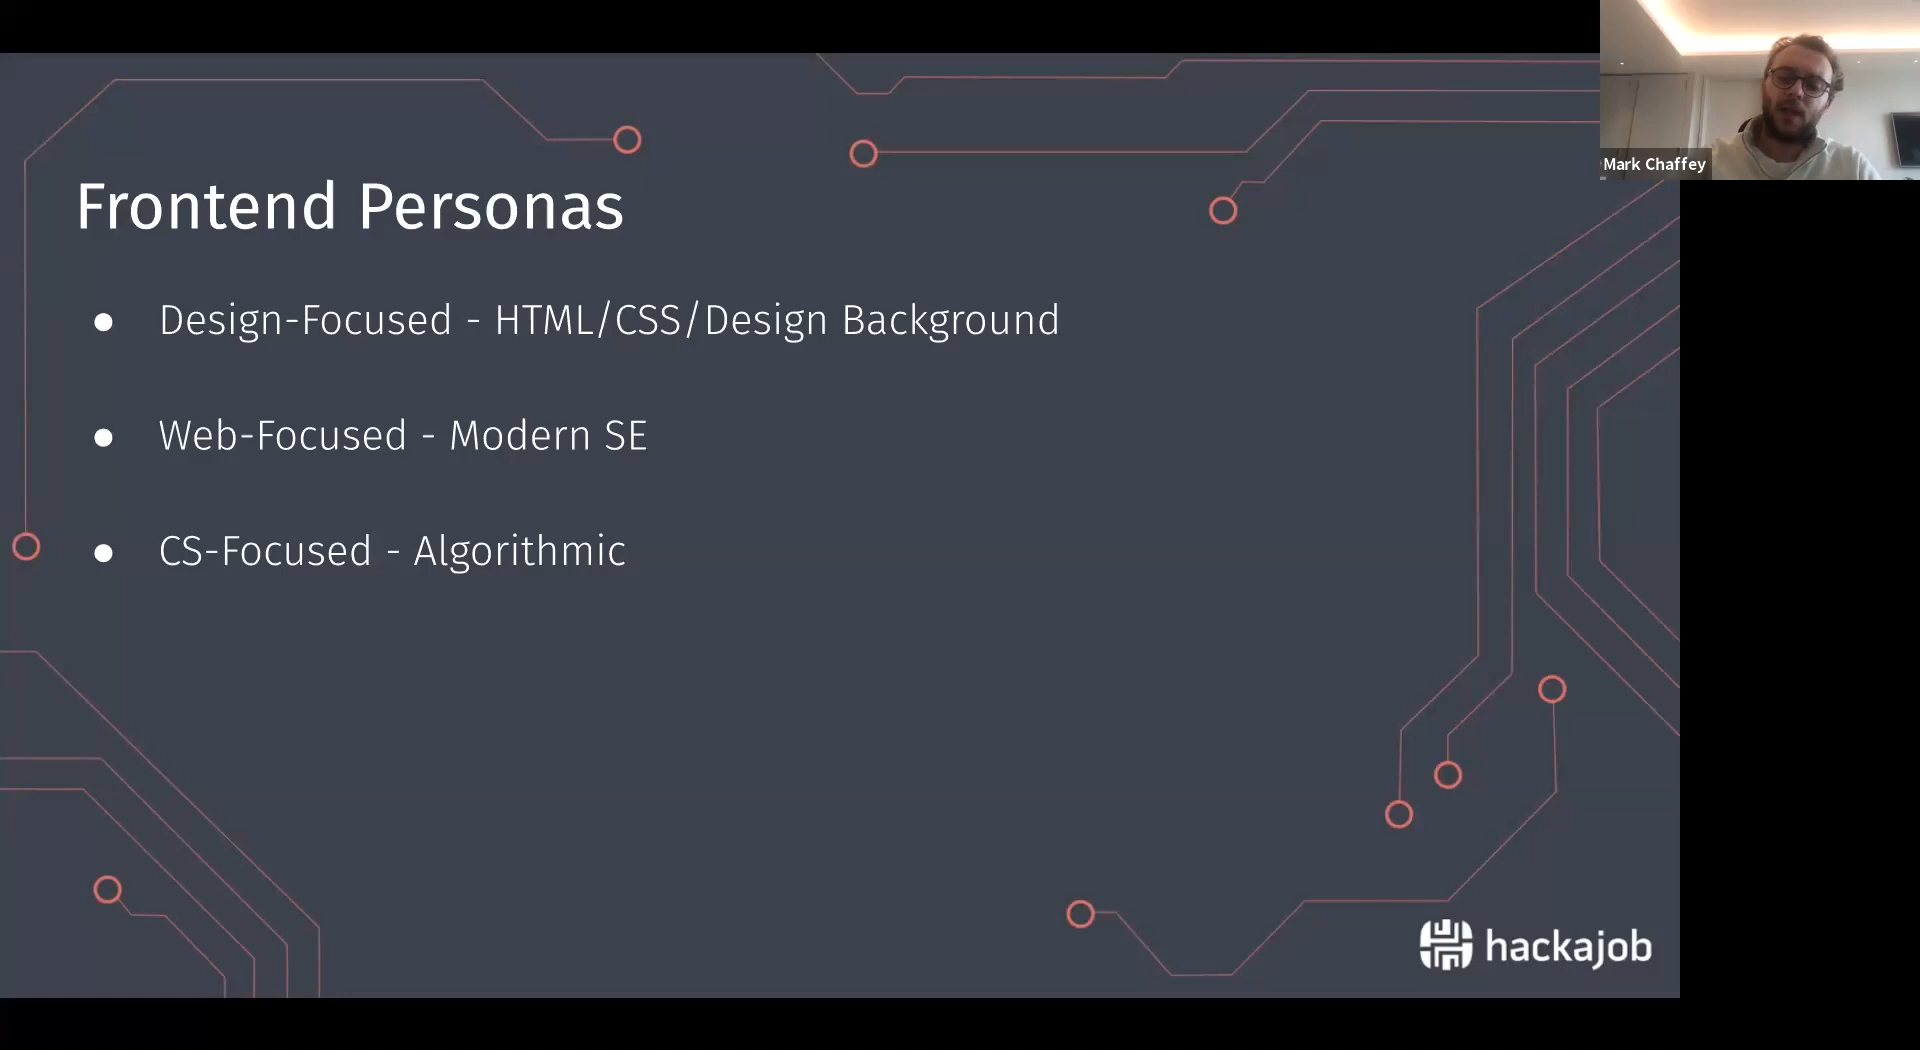 Mark Chaffey
Frontend Personas
● Design-Focused - HTML/CSS/Design Background
● Web-Focused - Modern SE
● CS-Focused - Algorithmic
hackajob